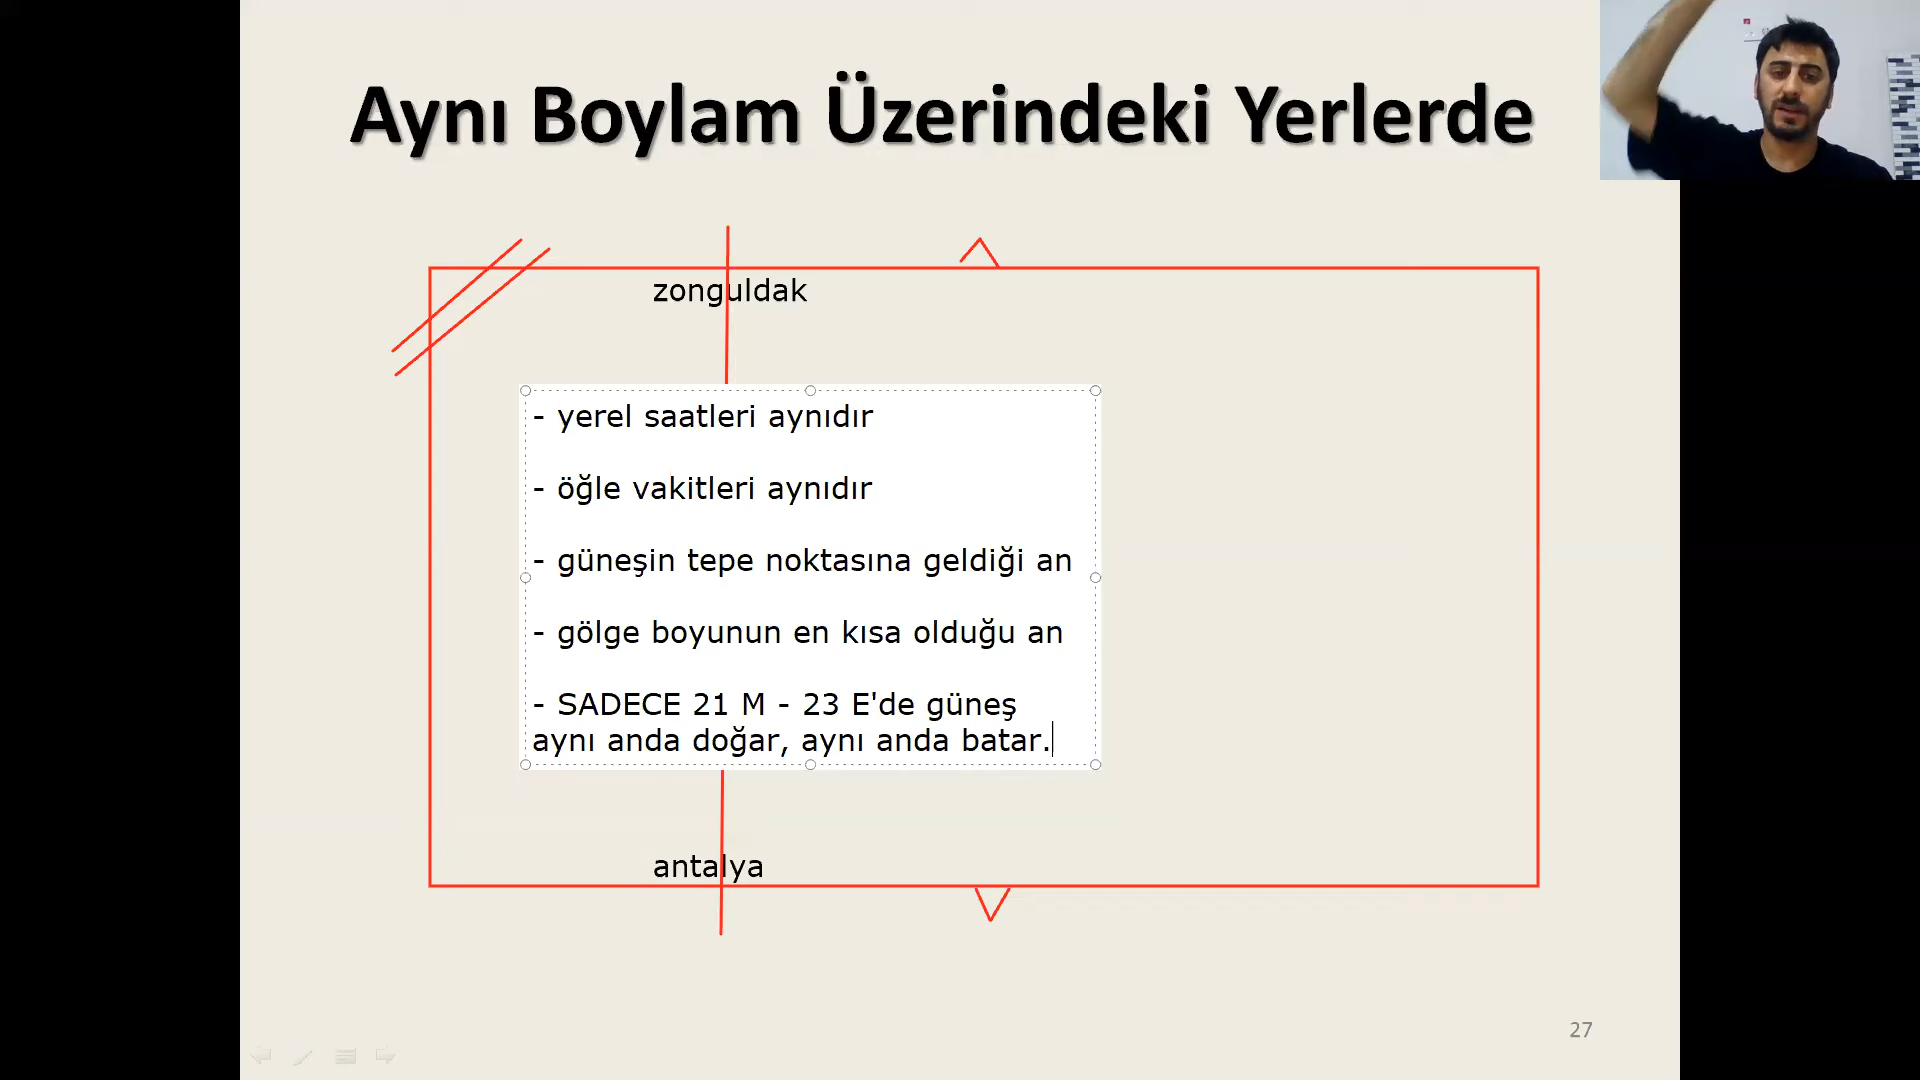 Aynı Boylam Üzerindeki Yerlerde
zonguldak
- yerel saatleri aynıdır
- öğle vakitleri aynıdır
- güneşin tepe noktasına geldiği an
- gölge boyunun en kısa olduğu an
- SADECE 21 M - 23 E'de güneş
aynı anda doğar, aynı anda batar.
antalya
27